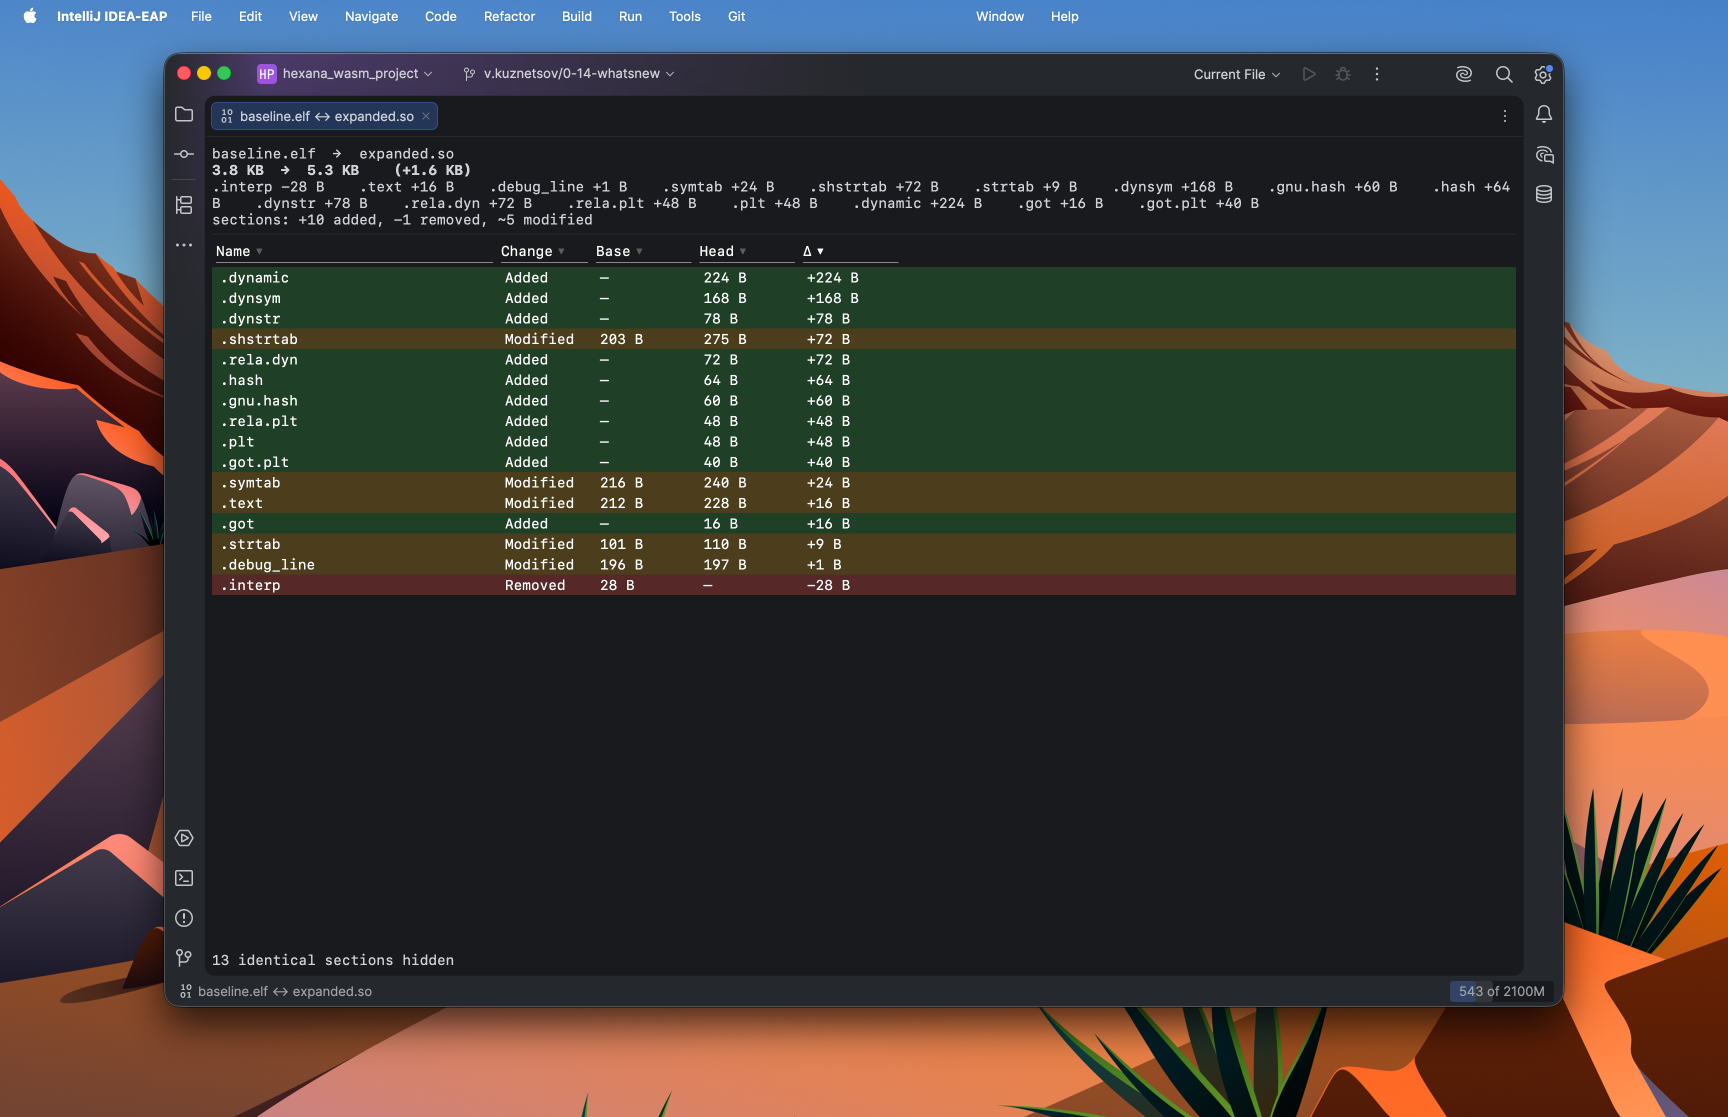 IntelliJ IDEA-EAP File Edit View Navigate Code Refactor Build Run Tools Git Window Help
HP hexana_wasm_project v.kuznetsov/0-14-whatsnew Current File
baseline.elf ↔ expanded.so
baseline.elf → expanded.so
3.8 KB → 5.3 KB (+1.6 KB)
.interp −28 B .text +16 B .debug_line +1 B .symtab +24 B .shstrtab +72 B .strtab +9 B .dynsym +168 B .gnu.hash +60 B .hash +64
B .dynstr +78 B .rela.dyn +72 B .rela.plt +48 B .plt +48 B .dynamic +224 B .got +16 B .got.plt +40 B
sections: +10 added, −1 removed, ~5 modified
Name Change Base Head Δ
.dynamic Added — 224 B +224 B
.dynsym Added — 168 B +168 B
.dynstr Added — 78 B +78 B
.shstrtab Modified 203 B 275 B +72 B
.rela.dyn Added — 72 B +72 B
.hash Added — 64 B +64 B
.gnu.hash Added — 60 B +60 B
.rela.plt Added — 48 B +48 B
.plt Added — 48 B +48 B
.got.plt Added — 40 B +40 B
.symtab Modified 216 B 240 B +24 B
.text Modified 212 B 228 B +16 B
.got Added — 16 B +16 B
.strtab Modified 101 B 110 B +9 B
.debug_line Modified 196 B 197 B +1 B
.interp Removed 28 B — −28 B
13 identical sections hidden
baseline.elf ↔ expanded.so 543 of 2100M